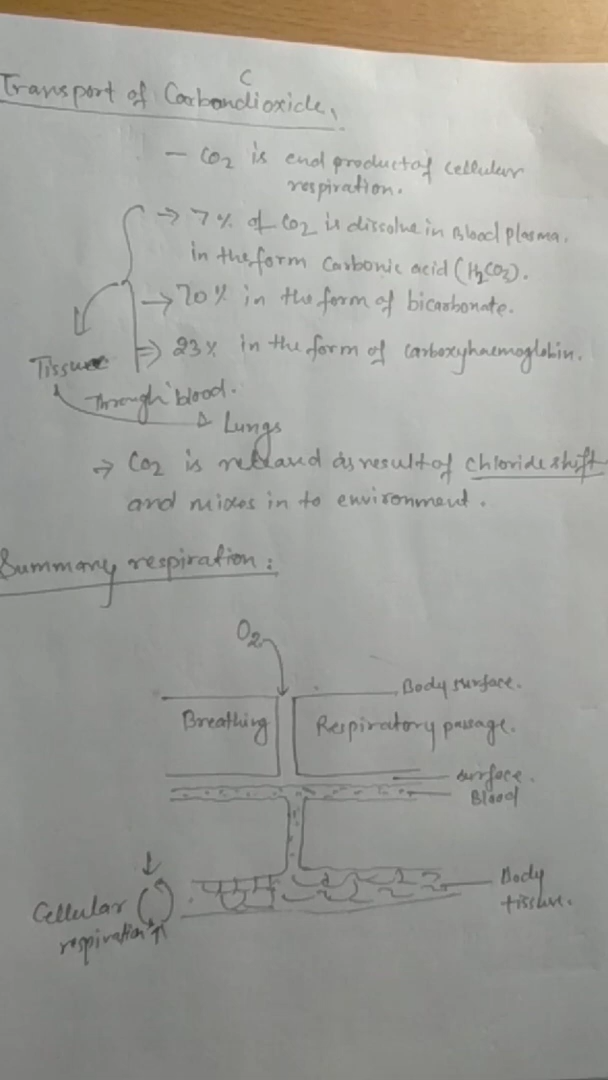 C
Transport of Carbondioxide,
— CO2 is end product of cellular
respiration.
→ 7% of CO2 is dissolve in Blood plasma.
in the form Carbonic acid (H2CO3).
→ 70% in the form of bicarbonate.
⇒ 23% in the form of carboxyhaemoglobin.
Tissue
Through blood.
Lungs
→ CO2 is as result of chloride shift
and mixes in to environment.
Summary respiration :
O2
Body surface.
Breathing
Respiratory passage.
surface.
Blood
Body
tissue.
Cellular
respiration